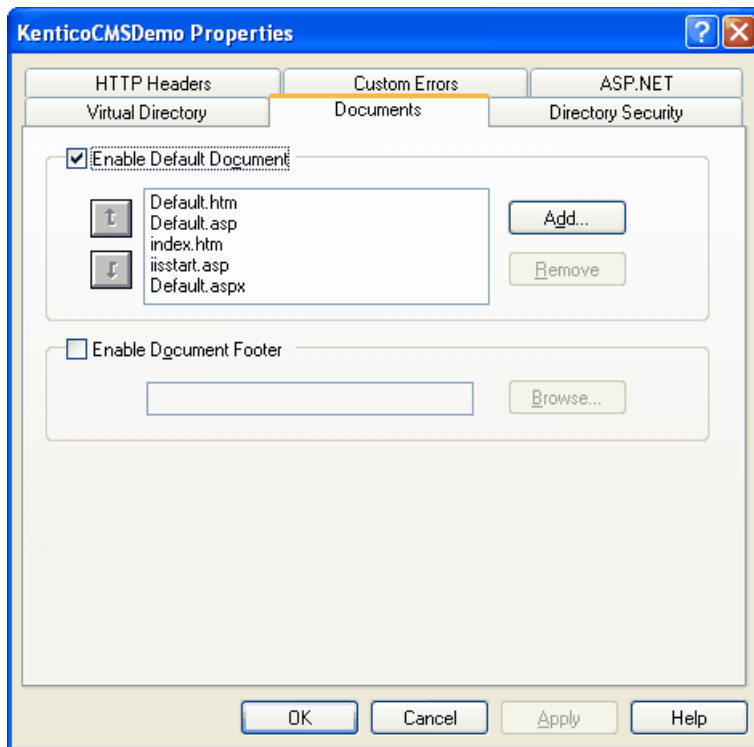 KenticoCMSDemo Properties
HTTP Headers
Custom Errors
ASP.NET
Virtual Directory
Documents
Directory Security
Enable Default Document
Default.htm
Default.asp
index.htm
iisstart.asp
Default.aspx
Add...
Remove
Enable Document Footer
Browse...
OK
Cancel
Apply
Help